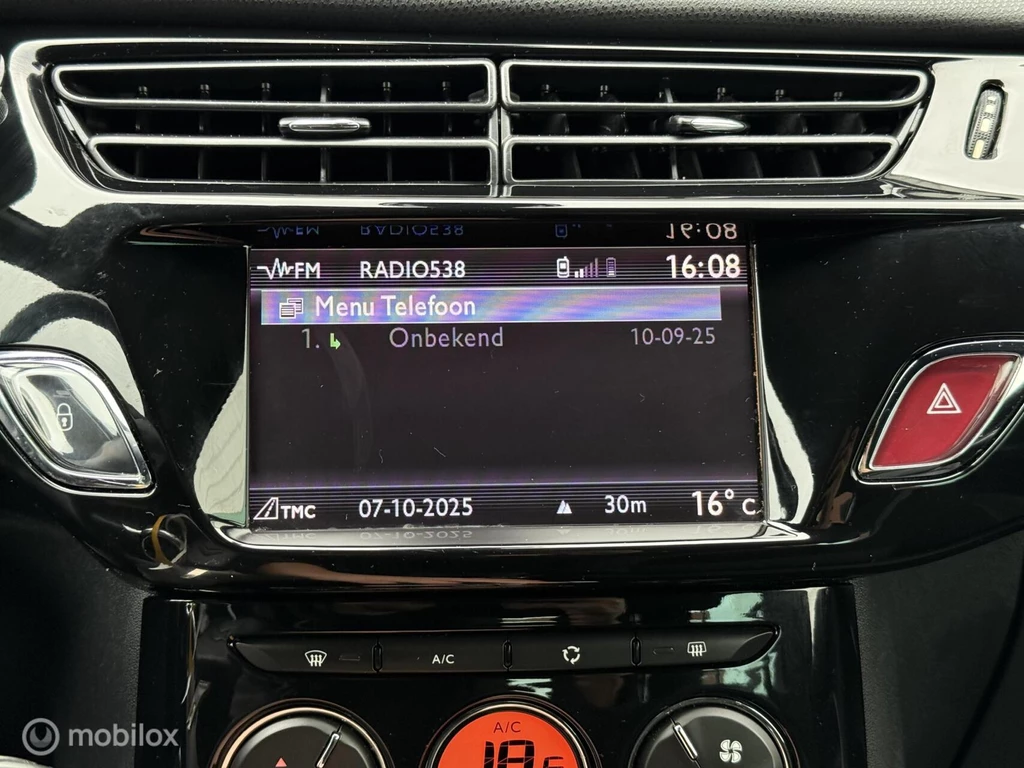 FM RADIO538 16:08
Menu Telefoon
1. Onbekend 10-09-25
TMC 07-10-2025 30m 16° C
A/C
A/C
mobilox